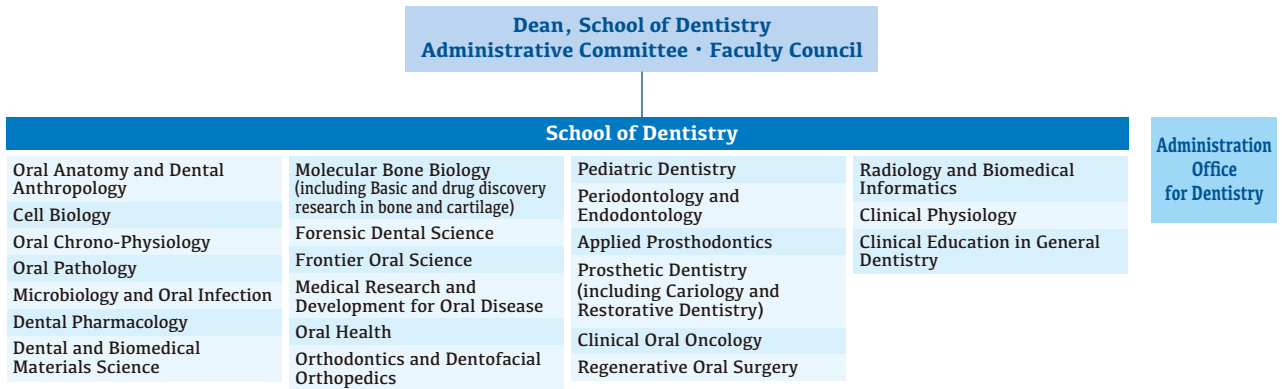 Dean, School of Dentistry
Administrative Committee・Faculty Council
School of Dentistry
Oral Anatomy and Dental
Anthropology
Cell Biology
Oral Chrono-Physiology
Oral Pathology
Microbiology and Oral Infection
Dental Pharmacology
Dental and Biomedical
Materials Science
Molecular Bone Biology
(including Basic and drug discovery
research in bone and cartilage)
Forensic Dental Science
Frontier Oral Science
Medical Research and
Development for Oral Disease
Oral Health
Orthodontics and Dentofacial
Orthopedics
Pediatric Dentistry
Periodontology and
Endodontology
Applied Prosthodontics
Prosthetic Dentistry
(including Cariology and
Restorative Dentistry)
Clinical Oral Oncology
Regenerative Oral Surgery
Radiology and Biomedical
Informatics
Clinical Physiology
Clinical Education in General
Dentistry
Administration
Office
for Dentistry